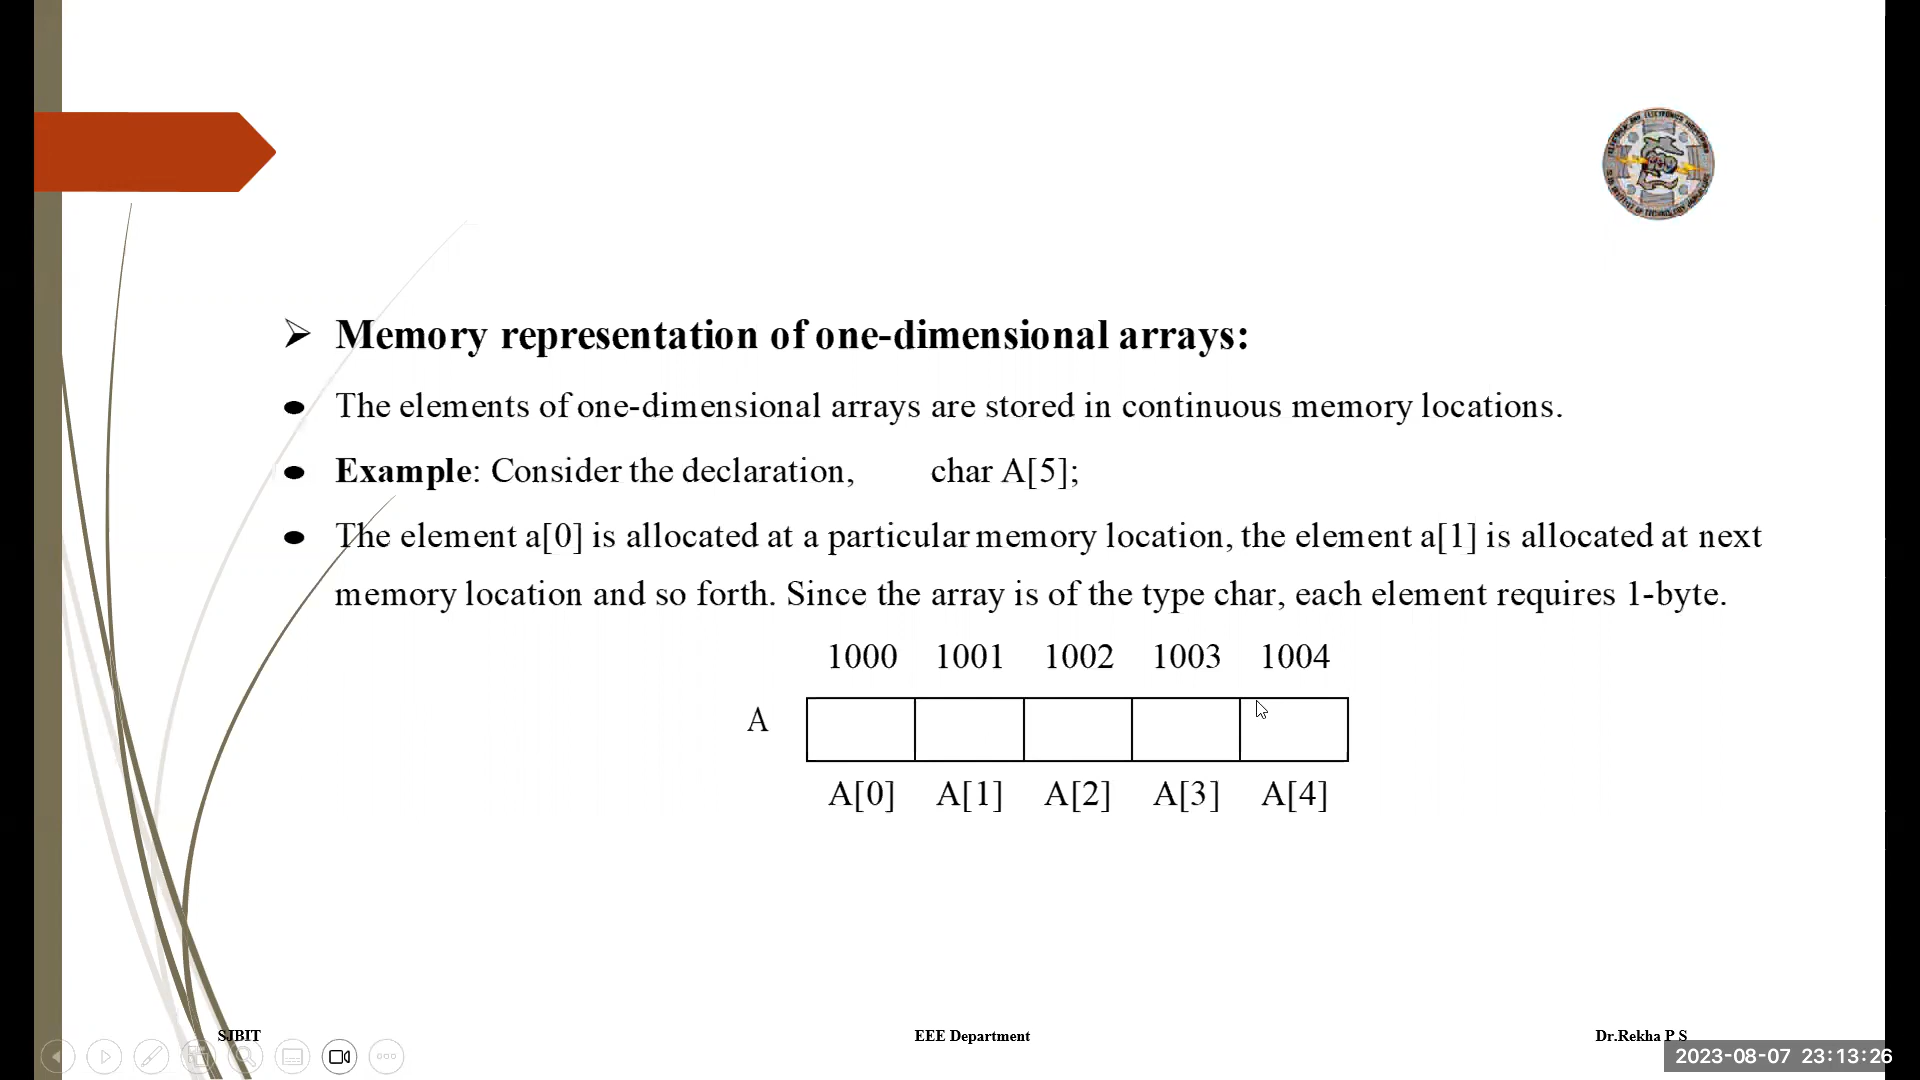 Memory representation of one-dimensional arrays:
The elements of one-dimensional arrays are stored in continuous memory locations.
Example: Consider the declaration, char A[5];
The element a[0] is allocated at a particular memory location, the element a[1] is allocated at next
memory location and so forth. Since the array is of the type char, each element requires 1-byte.
1000 1001 1002 1003 1004
A
A[0] A[1] A[2] A[3] A[4]
SJBIT EEE Department Dr.Rekha P S
2023-08-07 23:13:26